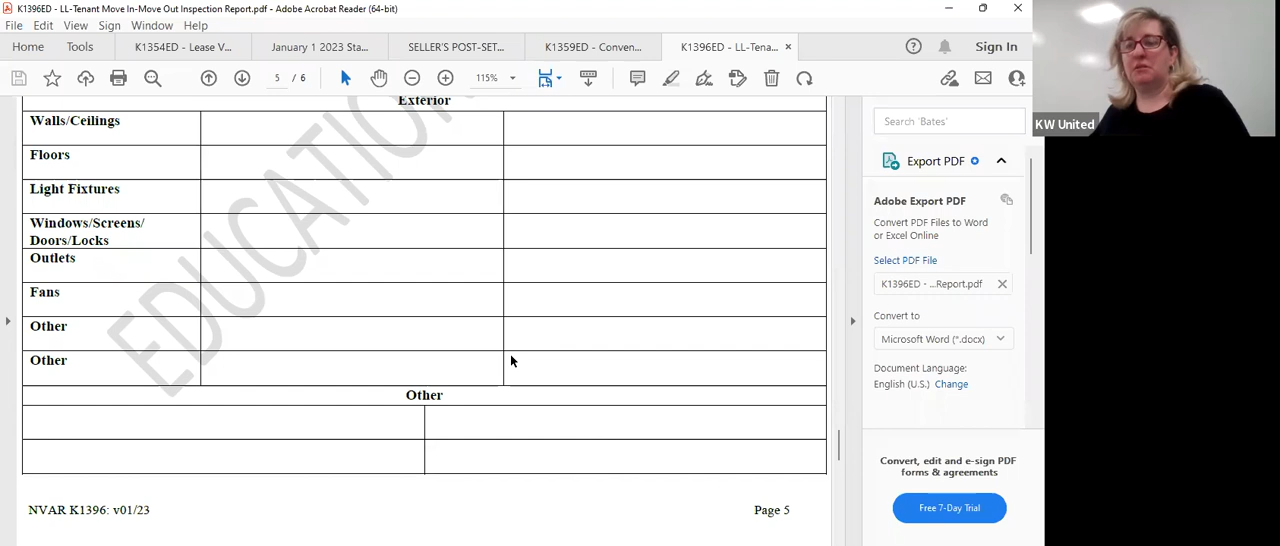 K1396ED - LL-Tenant Move In-Move Out Inspection Report.pdf - Adobe Acrobat Reader (64-bit)
File Edit View Sign Window Help
Home Tools K1354ED - Lease V... January 1 2023 Sta... SELLER'S POST-SET... K1359ED - Conven... K1396ED - LL-Tena... × Sign In
5 / 6 115%
Exterior
Walls/Ceilings
Floors
Light Fixtures
Windows/Screens/
Doors/Locks
Outlets
Fans
Other
Other
Other
EDUCATION
NVAR K1396: v01/23 Page 5
Search 'Bates'
Export PDF
Adobe Export PDF
Convert PDF Files to Word
or Excel Online
Select PDF File
K1396ED - ...Report.pdf
Convert to
Microsoft Word (*.docx)
Document Language:
English (U.S.) Change
Convert, edit and e-sign PDF
forms & agreements
Free 7-Day Trial
KW United